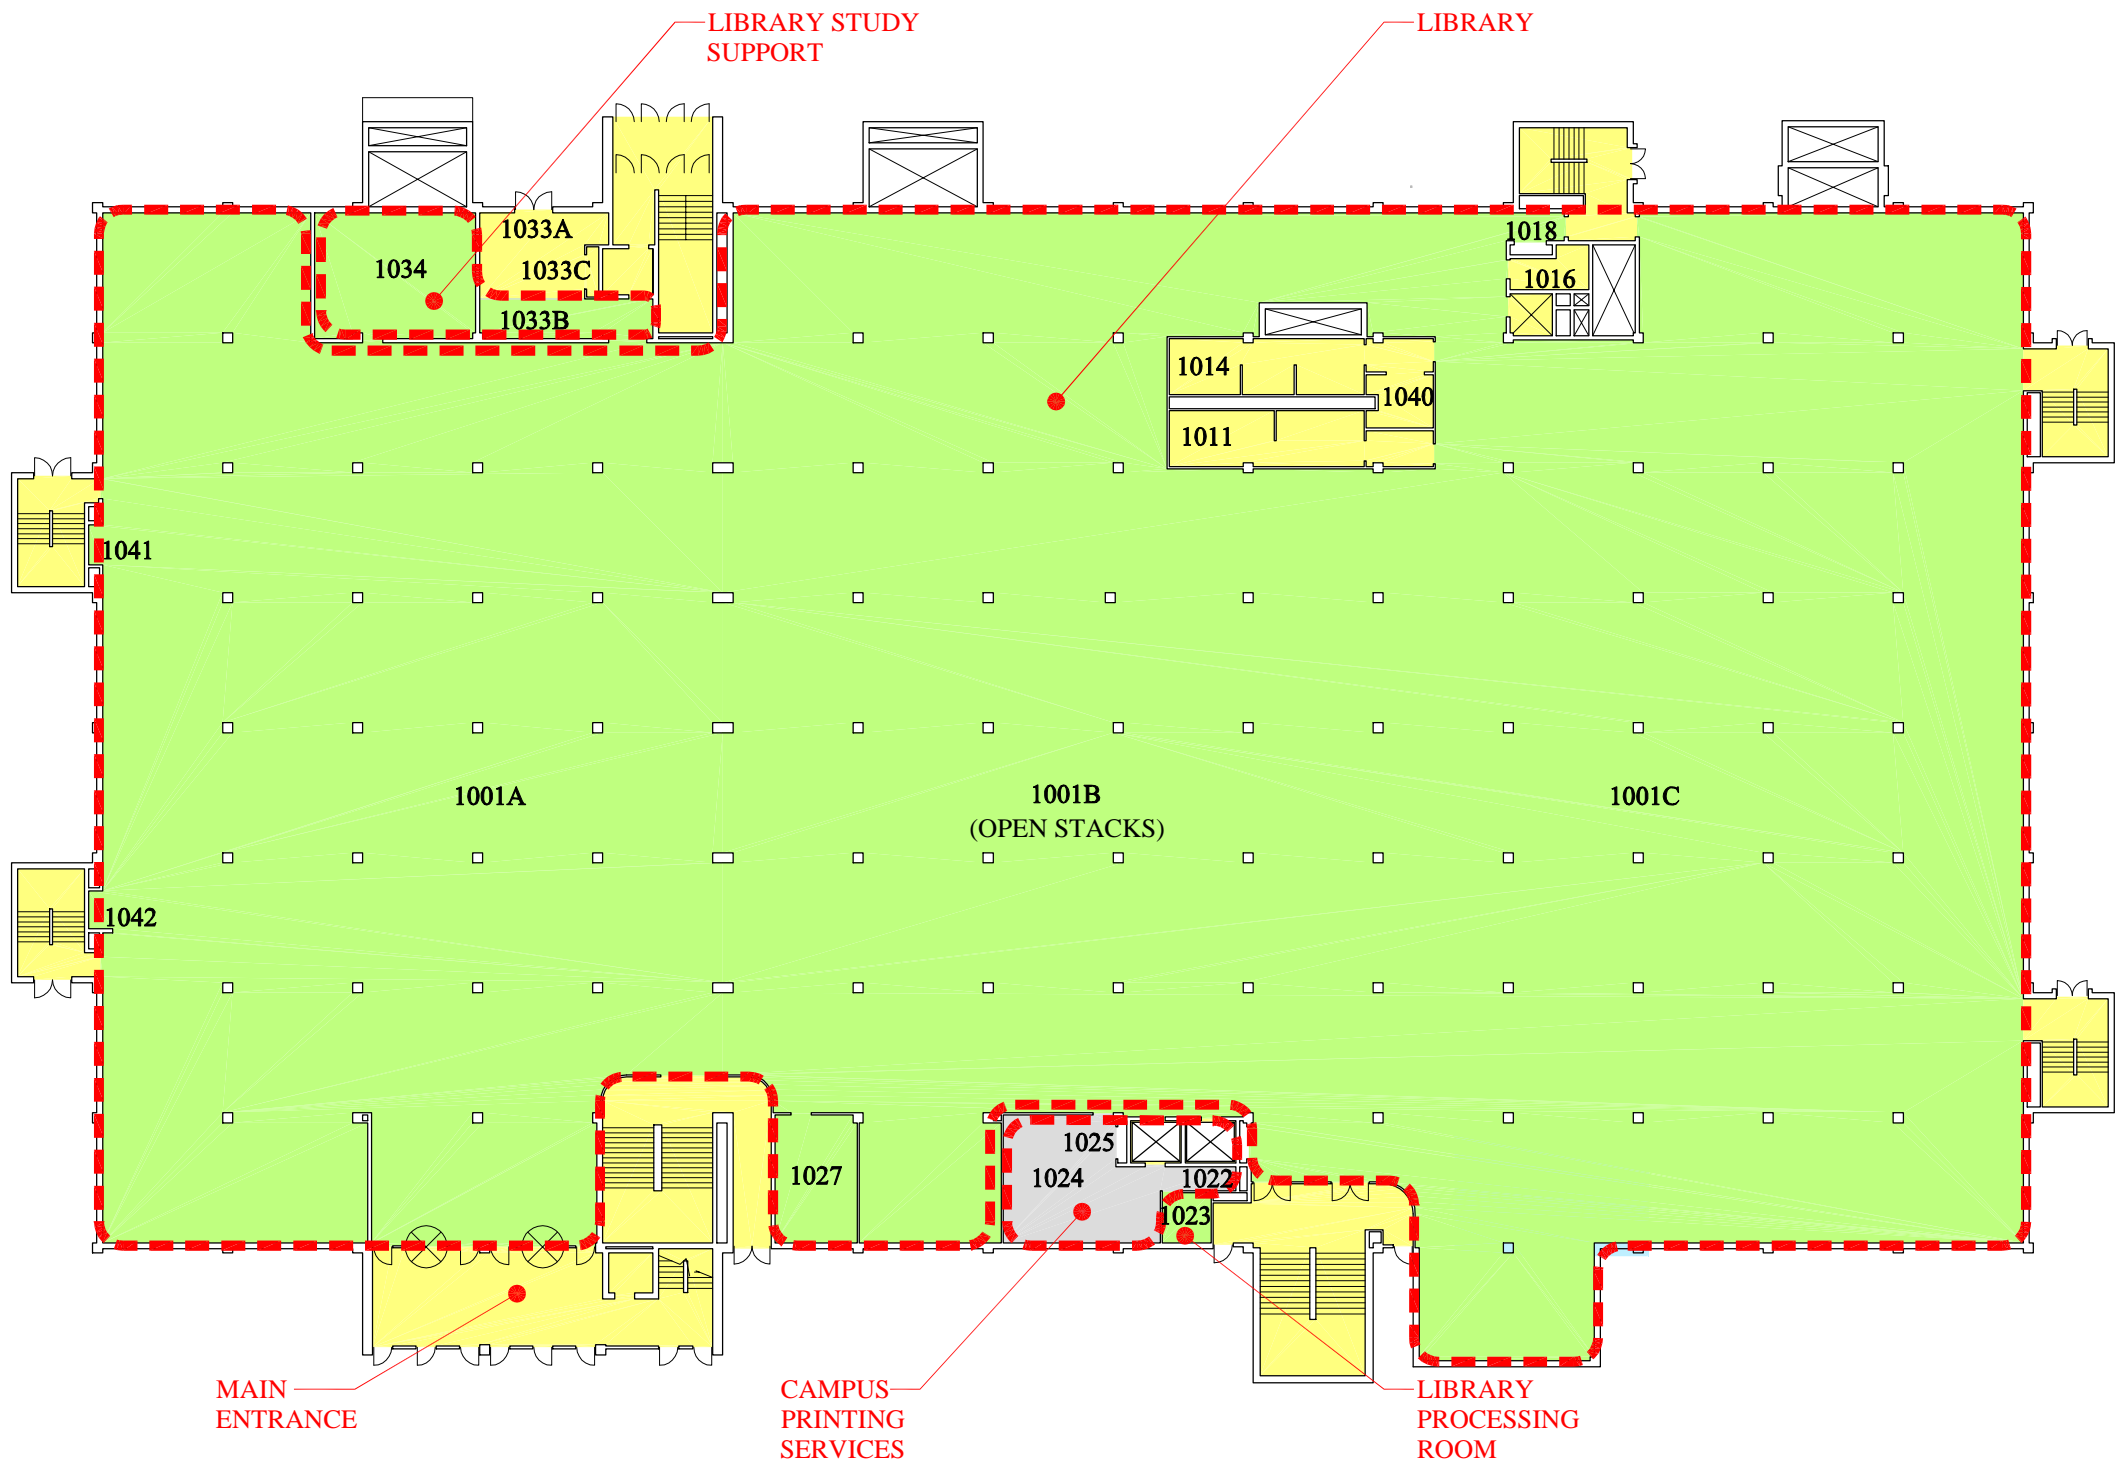 LIBRARY STUDY
SUPPORT
LIBRARY
1033A
1018
1034
1033C
1016
1033B
1014
1040
1011
1041
1001A
1001B
1001C
(OPEN STACKS)
1042
1025
1027
1024
1022
1023
MAIN
ENTRANCE
CAMPUS
PRINTING
SERVICES
LIBRARY
PROCESSING
ROOM